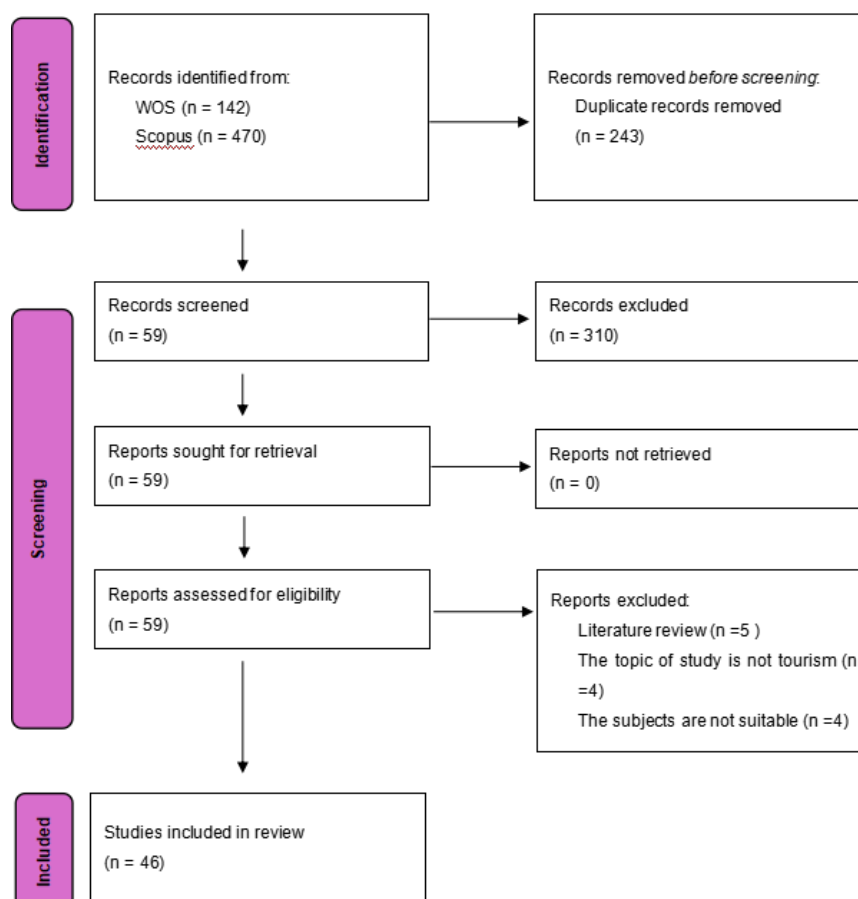 Identification
Records identified from:
WOS (n = 142)
Scopus (n = 470)
Records removed before screening:
Duplicate records removed
(n = 243)
Screening
Records screened
(n = 59)
Records excluded
(n = 310)
Reports sought for retrieval
(n = 59)
Reports not retrieved
(n = 0)
Reports assessed for eligibility
(n = 59)
Reports excluded:
Literature review (n =5 )
The topic of study is not tourism (n
=4)
The subjects are not suitable (n =4)
Included
Studies included in review
(n = 46)